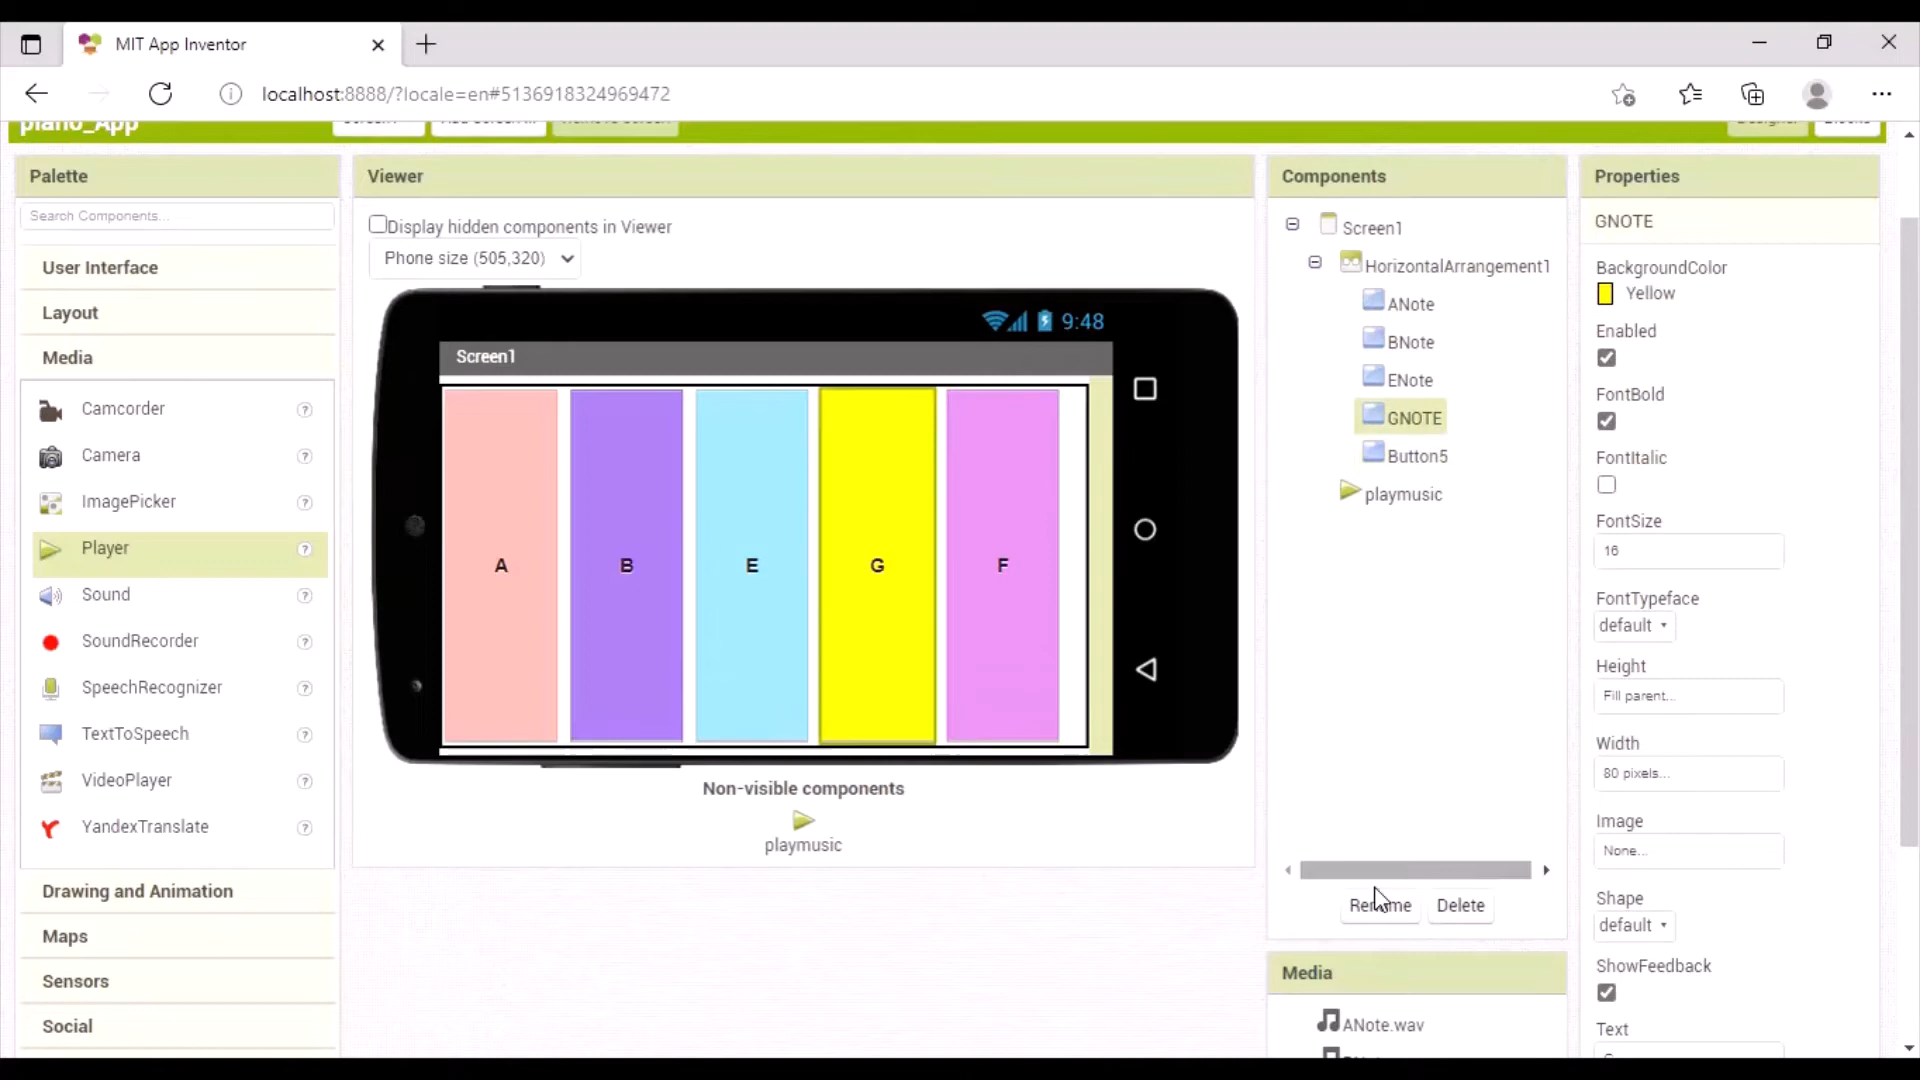 MIT App Inventor
localhost:8888/?locale=en#5136918324969472
piano_App
Palette
Search Components...
User Interface
Layout
Media
Camcorder ?
Camera ?
ImagePicker ?
Player ?
Sound ?
SoundRecorder ?
SpeechRecognizer ?
TextToSpeech ?
VideoPlayer ?
YandexTranslate ?
Drawing and Animation
Maps
Sensors
Social
Viewer
Display hidden components in Viewer
Phone size (505,320)
9:48
Screen1
A B E G F
Non-visible components
playmusic
Components
Screen1
HorizontalArrangement1
ANote
BNote
ENote
GNOTE
Button5
playmusic
Rename Delete
Media
ANote.wav
Properties
GNOTE
BackgroundColor
Yellow
Enabled
FontBold
FontItalic
FontSize
16
FontTypeface
default
Height
Fill parent...
Width
80 pixels...
Image
None...
Shape
default
ShowFeedback
Text